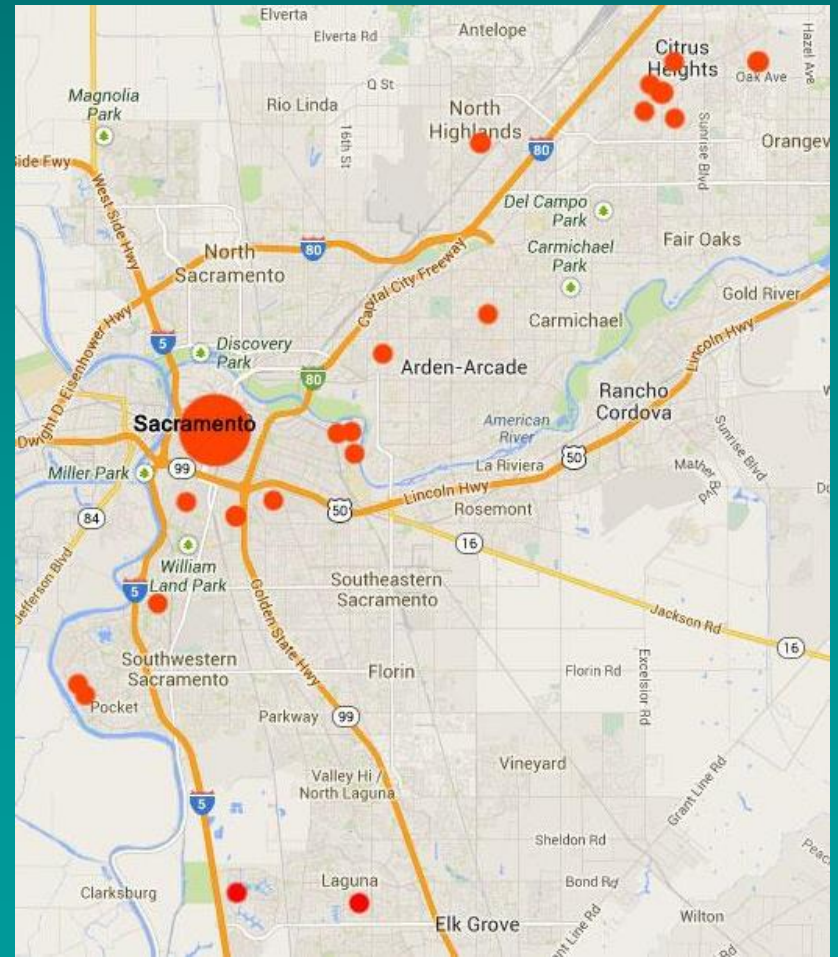 Elverta
Elverta Rd
Antelope
Hazel Ave
Citrus
Heights
Oak Ave
Q St
Magnolia
Park
Rio Linda
North
Highlands
16th St
Sunrise Blvd
80
Orangev
Side Fwy
West Side Hwy
Del Campo
Park
Fair Oaks
Carmichael
Park
North
Sacramento
80
Capital City Freeway
Gold River
Lincoln Hwy
Carmichael
5
Discovery
Park
Dwight D. Eisenhower Hwy
80
Arden-Arcade
Rancho
Cordova
Sacramento
American
River
Sunrise Blvd
Miller Park
99
La Riviera
50
Mather
Blvd
Lincoln Hwy
84
50
Rosemont
16
William
Land Park
Jefferson Blvd
5
Golden State Hwy
Southeastern
Sacramento
Jackson Rd
16
Southwestern
Sacramento
Florin
Florin Rd
Excelsior Rd
Pocket
Parkway
99
Vineyard
Valley Hi /
North Laguna
Grant Line Rd
5
Sheldon Rd
Clarksburg
Laguna
Bond Rd
Elk Grove
Wilton
nt Line Rd